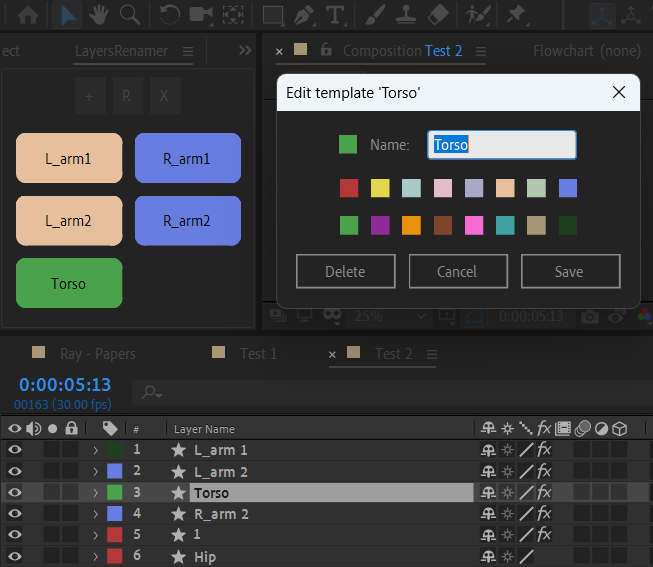 ect LayersRenamer
Composition Test 2 Flowchart (none)
+ R X
L_arm1 R_arm1
L_arm2 R_arm2
Torso
Edit template 'Torso'
Name: Torso
Delete Cancel Save
25% 0:00:05:13
Ray - Papers Test 1 × Test 2
0:00:05:13
00163 (30.00 fps)
# Layer Name
1 L_arm 1
2 L_arm 2
3 Torso
4 R_arm 2
5 1
6 Hip